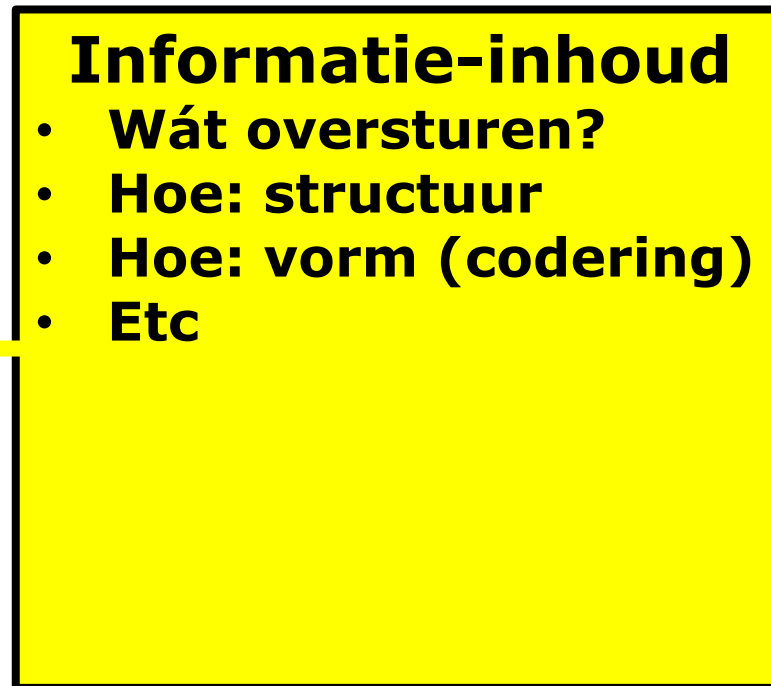 Informatie-inhoud
• Wát oversturen?
• Hoe: structuur
• Hoe: vorm (codering)
• Etc